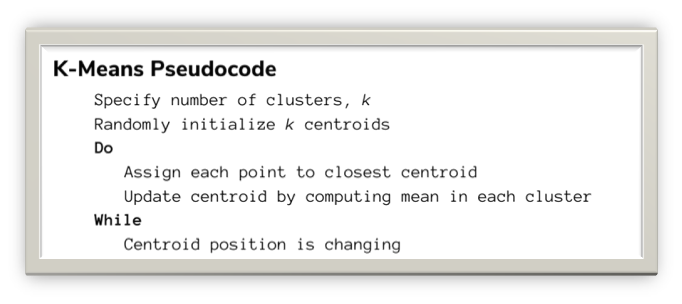 K-Means Pseudocode
Specify number of clusters, k
Randomly initialize k centroids
Do
Assign each point to closest centroid
Update centroid by computing mean in each cluster
While
Centroid position is changing